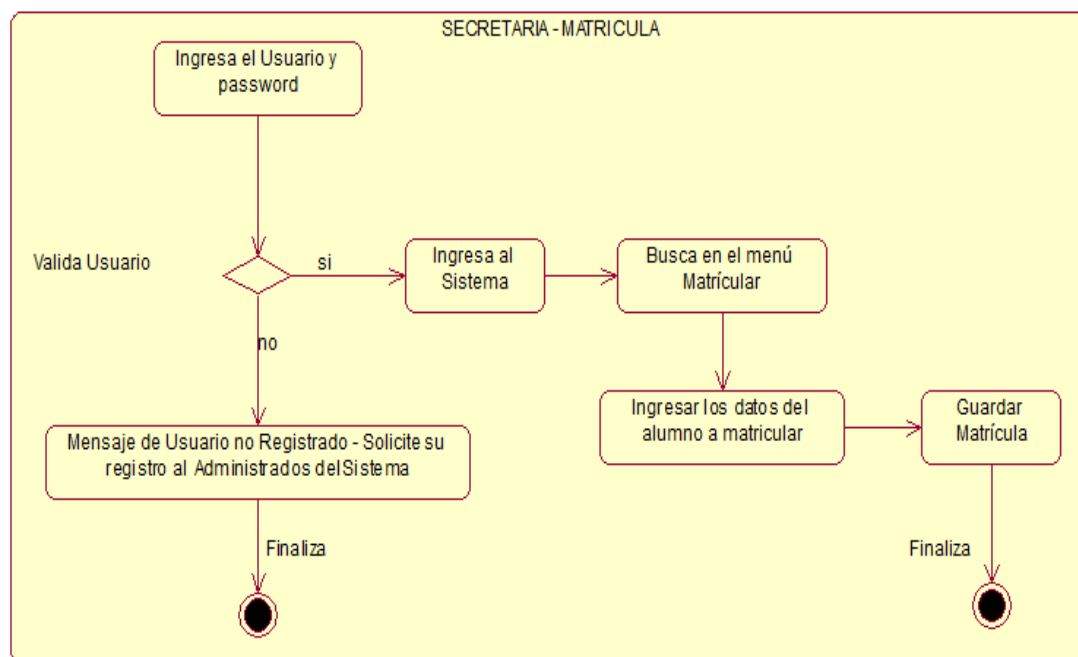 SECRETARIA - MATRICULA
Ingresa el Usuario y
password
Valida Usuario
si
Ingresa al
Sistema
Busca en el menú
Matrícular
no
Ingresar los datos del
alumno a matricular
Guardar
Matrícula
Mensaje de Usuario no Registrado - Solicite su
registro al Administrados del Sistema
Finaliza
Finaliza